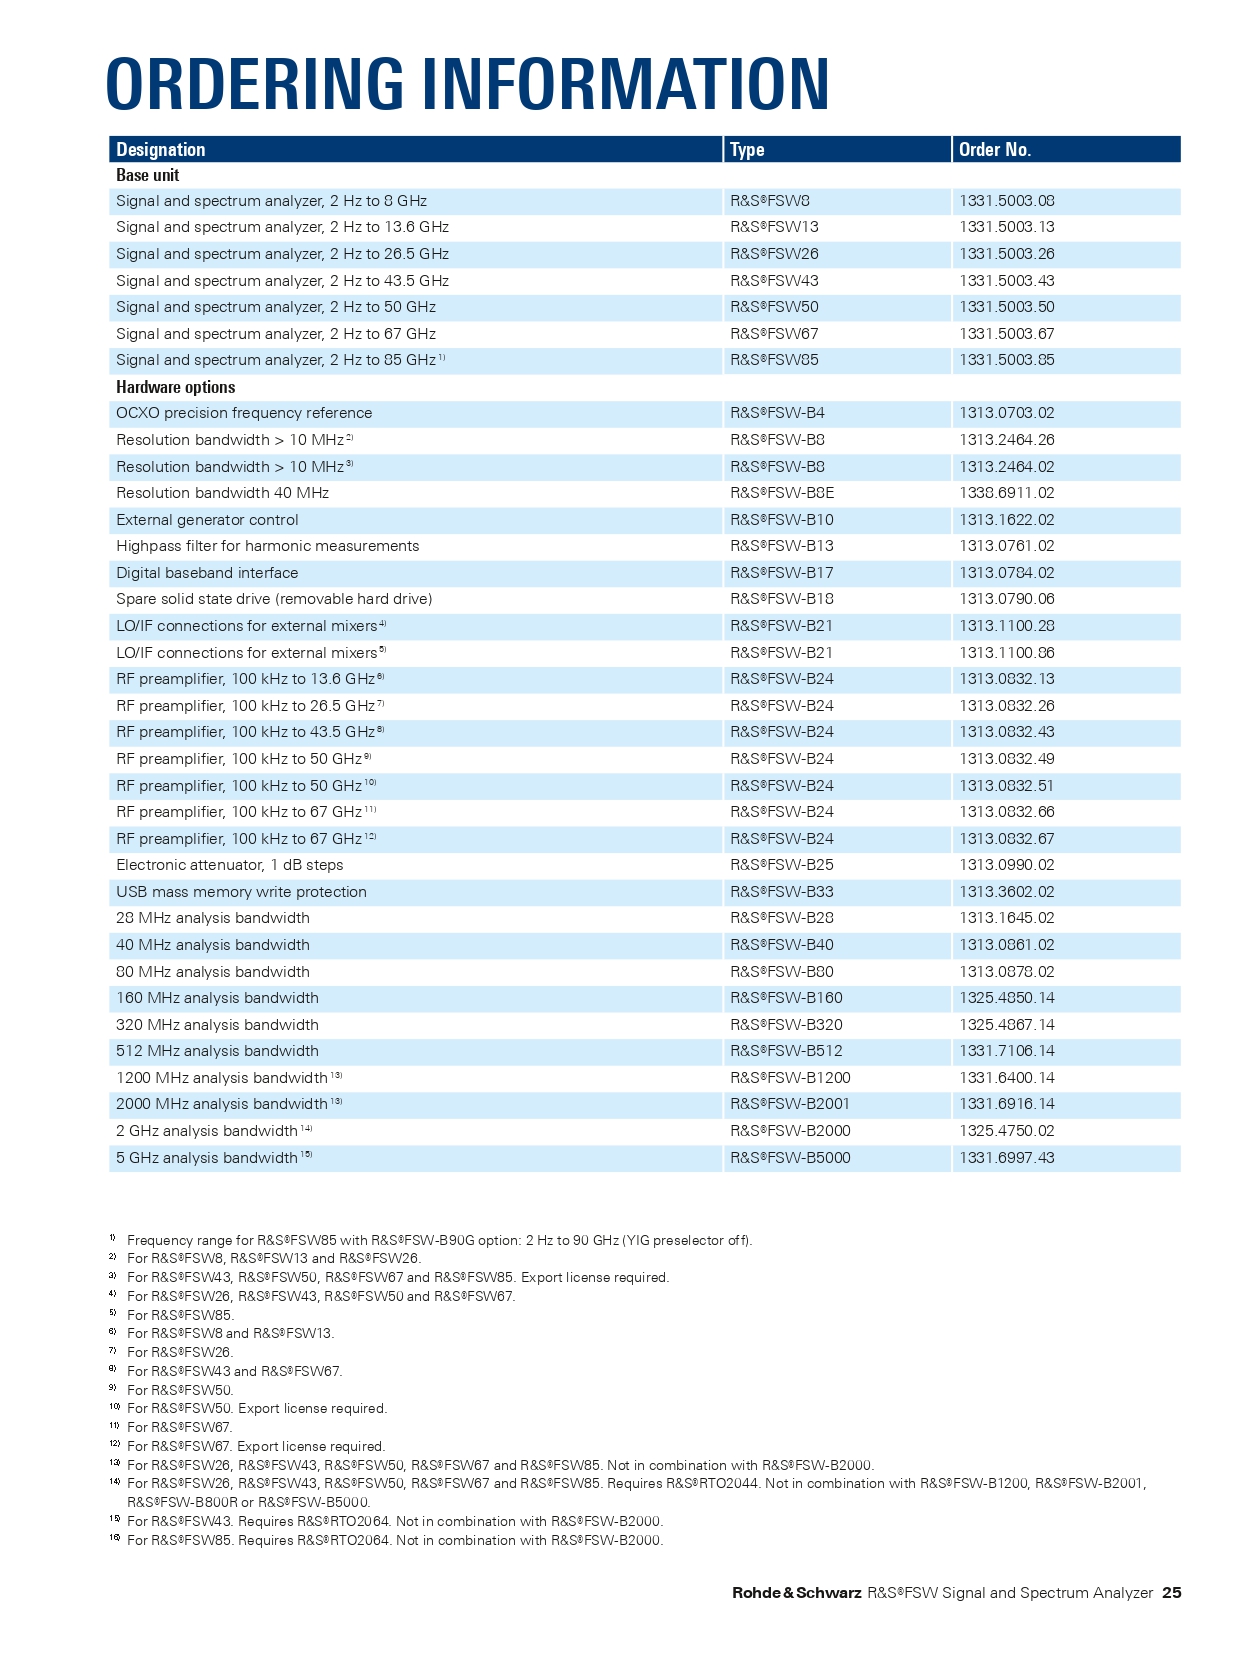 ORDERING INFORMATION
Designation Type Order No.
Base unit
Signal and spectrum analyzer, 2 Hz to 8 GHz R&S®FSW8 1331.5003.08
Signal and spectrum analyzer, 2 Hz to 13.6 GHz R&S®FSW13 1331.5003.13
Signal and spectrum analyzer, 2 Hz to 26.5 GHz R&S®FSW26 1331.5003.26
Signal and spectrum analyzer, 2 Hz to 43.5 GHz R&S®FSW43 1331.5003.43
Signal and spectrum analyzer, 2 Hz to 50 GHz R&S®FSW50 1331.5003.50
Signal and spectrum analyzer, 2 Hz to 67 GHz R&S®FSW67 1331.5003.67
Signal and spectrum analyzer, 2 Hz to 85 GHz 1) R&S®FSW85 1331.5003.85
Hardware options
OCXO precision frequency reference R&S®FSW-B4 1313.0703.02
Resolution bandwidth > 10 MHz 2) R&S®FSW-B8 1313.2464.26
Resolution bandwidth > 10 MHz 3) R&S®FSW-B8 1313.2464.02
Resolution bandwidth 40 MHz R&S®FSW-B8E 1338.6911.02
External generator control R&S®FSW-B10 1313.1622.02
Highpass filter for harmonic measurements R&S®FSW-B13 1313.0761.02
Digital baseband interface R&S®FSW-B17 1313.0784.02
Spare solid state drive (removable hard drive) R&S®FSW-B18 1313.0790.06
LO/IF connections for external mixers 4) R&S®FSW-B21 1313.1100.28
LO/IF connections for external mixers 5) R&S®FSW-B21 1313.1100.86
RF preamplifier, 100 kHz to 13.6 GHz 6) R&S®FSW-B24 1313.0832.13
RF preamplifier, 100 kHz to 26.5 GHz 7) R&S®FSW-B24 1313.0832.26
RF preamplifier, 100 kHz to 43.5 GHz 8) R&S®FSW-B24 1313.0832.43
RF preamplifier, 100 kHz to 50 GHz 9) R&S®FSW-B24 1313.0832.49
RF preamplifier, 100 kHz to 50 GHz 10) R&S®FSW-B24 1313.0832.51
RF preamplifier, 100 kHz to 67 GHz 11) R&S®FSW-B24 1313.0832.66
RF preamplifier, 100 kHz to 67 GHz 12) R&S®FSW-B24 1313.0832.67
Electronic attenuator, 1 dB steps R&S®FSW-B25 1313.0990.02
USB mass memory write protection R&S®FSW-B33 1313.3602.02
28 MHz analysis bandwidth R&S®FSW-B28 1313.1645.02
40 MHz analysis bandwidth R&S®FSW-B40 1313.0861.02
80 MHz analysis bandwidth R&S®FSW-B80 1313.0878.02
160 MHz analysis bandwidth R&S®FSW-B160 1325.4850.14
320 MHz analysis bandwidth R&S®FSW-B320 1325.4867.14
512 MHz analysis bandwidth R&S®FSW-B512 1331.7106.14
1200 MHz analysis bandwidth 13) R&S®FSW-B1200 1331.6400.14
2000 MHz analysis bandwidth 13) R&S®FSW-B2001 1331.6916.14
2 GHz analysis bandwidth 14) R&S®FSW-B2000 1325.4750.02
5 GHz analysis bandwidth 15) R&S®FSW-B5000 1331.6997.43
1) Frequency range for R&S®FSW85 with R&S®FSW-B90G option: 2 Hz to 90 GHz (YIG preselector off).
2) For R&S®FSW8, R&S®FSW13 and R&S®FSW26.
3) For R&S®FSW43, R&S®FSW50, R&S®FSW67 and R&S®FSW85. Export license required.
4) For R&S®FSW26, R&S®FSW43, R&S®FSW50 and R&S®FSW67.
5) For R&S®FSW85.
6) For R&S®FSW8 and R&S®FSW13.
7) For R&S®FSW26.
8) For R&S®FSW43 and R&S®FSW67.
9) For R&S®FSW50.
10) For R&S®FSW50. Export license required.
11) For R&S®FSW67.
12) For R&S®FSW67. Export license required.
13) For R&S®FSW26, R&S®FSW43, R&S®FSW50, R&S®FSW67 and R&S®FSW85. Not in combination with R&S®FSW-B2000.
14) For R&S®FSW26, R&S®FSW43, R&S®FSW50, R&S®FSW67 and R&S®FSW85. Requires R&S®RTO2044. Not in combination with R&S®FSW-B1200, R&S®FSW-B2001,
R&S®FSW-B800R or R&S®FSW-B5000.
15) For R&S®FSW43. Requires R&S®RTO2064. Not in combination with R&S®FSW-B2000.
16) For R&S®FSW85. Requires R&S®RTO2064. Not in combination with R&S®FSW-B2000.
Rohde & Schwarz R&S®FSW Signal and Spectrum Analyzer 25